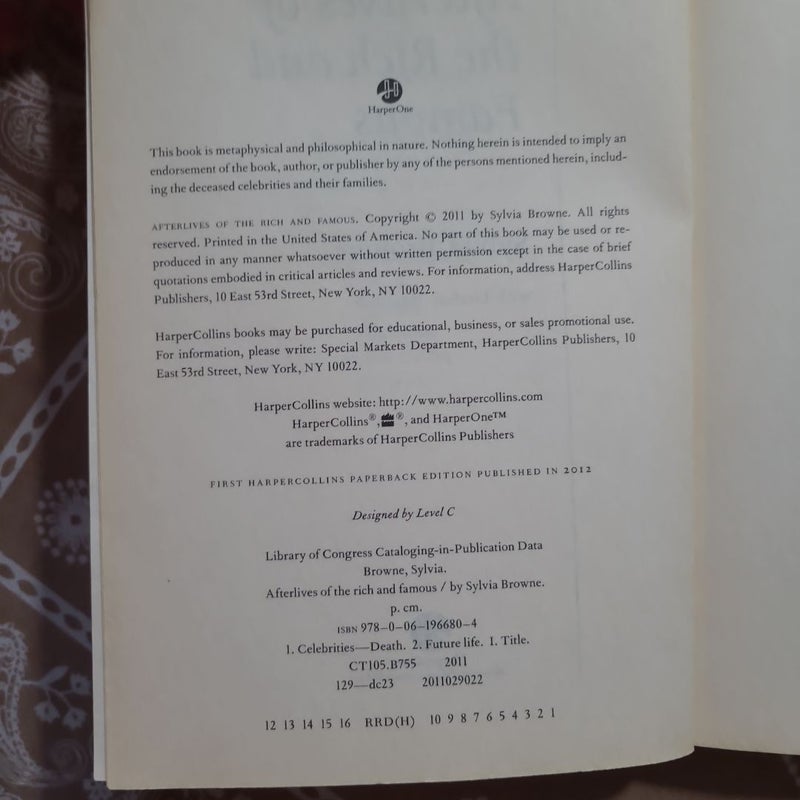 HarperOne
This book is metaphysical and philosophical in nature. Nothing herein is intended to imply an
endorsement of the book, author, or publisher by any of the persons mentioned herein, includ-
ing the deceased celebrities and their families.
AFTERLIVES OF THE RICH AND FAMOUS. Copyright © 2011 by Sylvia Browne. All rights
reserved. Printed in the United States of America. No part of this book may be used or re-
produced in any manner whatsoever without written permission except in the case of brief
quotations embodied in critical articles and reviews. For information, address HarperCollins
Publishers, 10 East 53rd Street, New York, NY 10022.
HarperCollins books may be purchased for educational, business, or sales promotional use.
For information, please write: Special Markets Department, HarperCollins Publishers, 10
East 53rd Street, New York, NY 10022.
HarperCollins website: http://www.harpercollins.com
HarperCollins®, ®, and HarperOne™
are trademarks of HarperCollins Publishers
FIRST HARPERCOLLINS PAPERBACK EDITION PUBLISHED IN 2012
Designed by Level C
Library of Congress Cataloging-in-Publication Data
Browne, Sylvia.
Afterlives of the rich and famous / by Sylvia Browne.
p. cm.
ISBN 978–0–06–196680–4
1. Celebrities—Death. 2. Future life. I. Title.
CT105.B755 2011
129—dc23 2011029022
12 13 14 15 16 RRD(H) 10 9 8 7 6 5 4 3 2 1